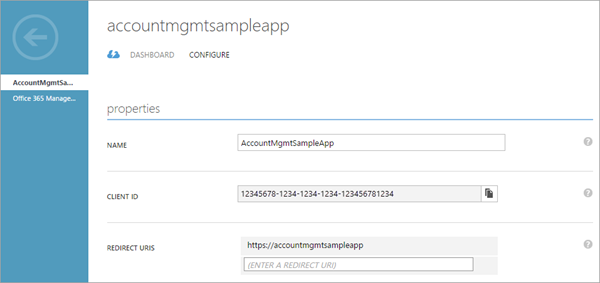 accountmgmtsampleapp
DASHBOARD CONFIGURE
AccountMgmtSa...
Office 365 Manage...
properties
NAME AccountMgmtSampleApp ?
CLIENT ID 12345678-1234-1234-1234-123456781234 ?
REDIRECT URIS https://accountmgmtsampleapp ?
(ENTER A REDIRECT URI)